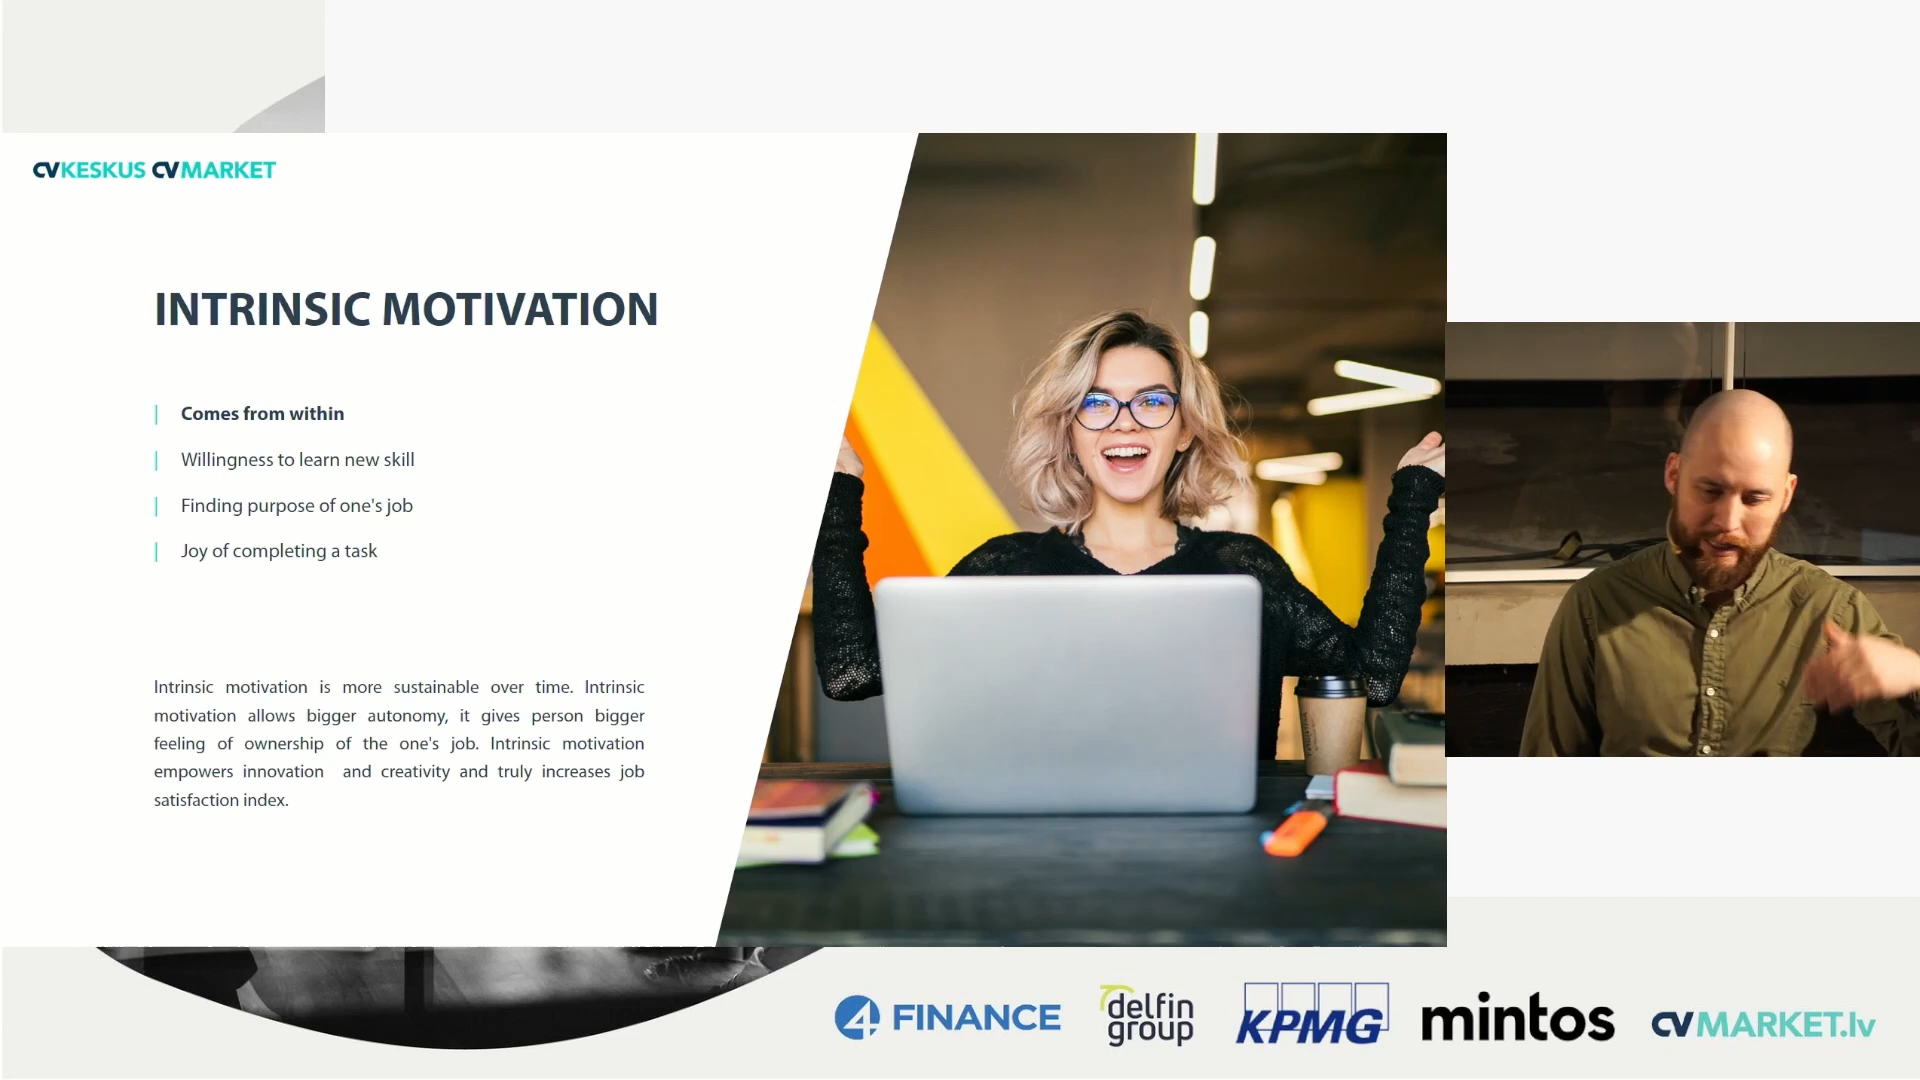 CVKESKUS CVMARKET
INTRINSIC MOTIVATION
Comes from within
Willingness to learn new skill
Finding purpose of one's job
Joy of completing a task
Intrinsic motivation is more sustainable over time. Intrinsic
motivation allows bigger autonomy, it gives person bigger
feeling of ownership of the one's job. Intrinsic motivation
empowers innovation and creativity and truly increases job
satisfaction index.
4 FINANCE
delfin
group
KPMG
mintos
CVMARKET.lv